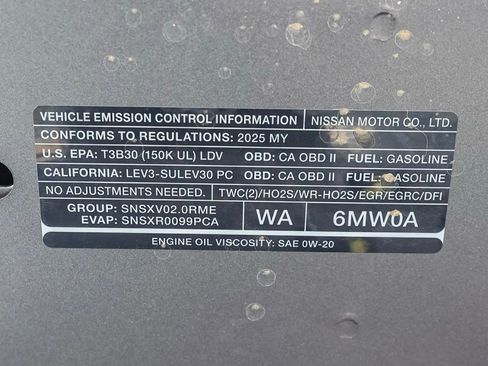 VEHICLE EMISSION CONTROL INFORMATION NISSAN MOTOR CO., LTD.
CONFORMS TO REGULATIONS: 2025 MY
U.S. EPA: T3B30 (150K UL) LDV OBD: CA OBD II FUEL: GASOLINE
CALIFORNIA: LEV3-SULEV30 PC OBD: CA OBD II FUEL: GASOLINE
NO ADJUSTMENTS NEEDED. TWC(2)/HO2S/WR-HO2S/EGR/EGRC/DFI
GROUP: SNSXV02.0RME WA 6MW0A
EVAP: SNSXR0099PCA
ENGINE OIL VISCOSITY: SAE 0W-20